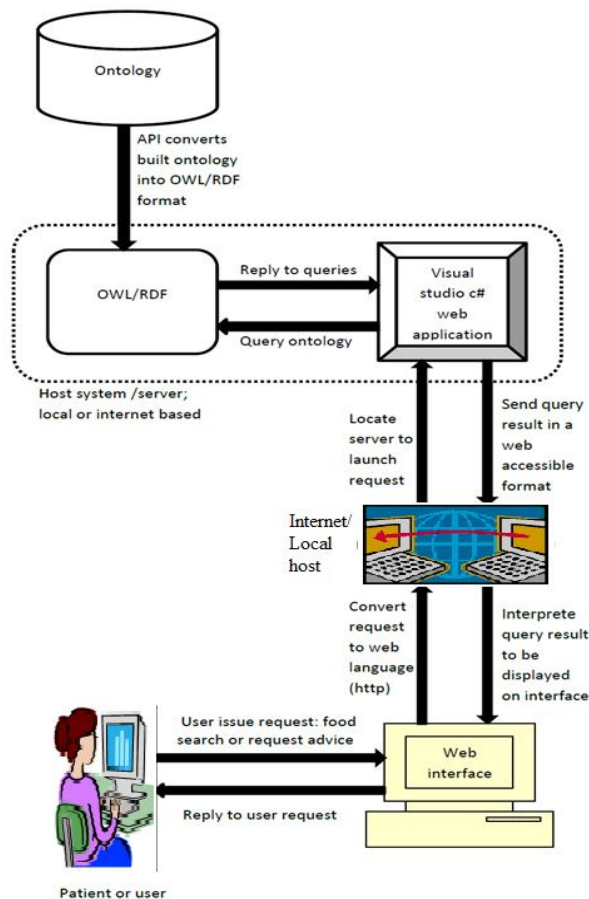 Ontology
API converts
built ontology
into OWL/RDF
format
OWL/RDF
Reply to queries
Query ontology
Visual
studio c#
web
application
Host system /server;
local or internet based
Locate
server to
launch
request
Send query
result in a
web
accessible
format
Internet/
Local
host
Convert
request
to web
language
(http)
Interprete
query result
to be
displayed
on interface
User issue request: food
search or request advice
Web
interface
Reply to user request
Patient or user